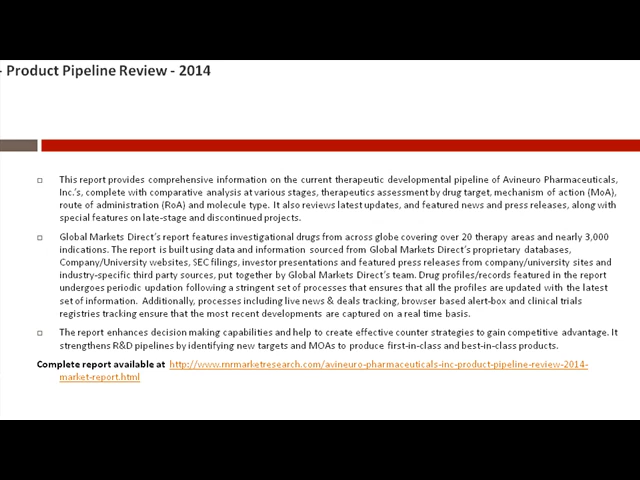 - Product Pipeline Review - 2014
This report provides comprehensive information on the current therapeutic developmental pipeline of Avineuro Pharmaceuticals,
Inc.'s, complete with comparative analysis at various stages, therapeutics assessment by drug target, mechanism of action (MoA),
route of administration (RoA) and molecule type. It also reviews latest updates, and featured news and press releases, along with
special features on late-stage and discontinued projects.
Global Markets Direct's report features investigational drugs from across globe covering over 20 therapy areas and nearly 3,000
indications. The report is built using data and information sourced from Global Markets Direct's proprietary databases,
Company/University websites, SEC filings, investor presentations and featured press releases from company/university sites and
industry-specific third party sources, put together by Global Markets Direct's team. Drug profiles/records featured in the report
undergoes periodic updation following a stringent set of processes that ensures that all the profiles are updated with the latest
set of information. Additionally, processes including live news & deals tracking, browser based alert-box and clinical trials
registries tracking ensure that the most recent developments are captured on a real time basis.
The report enhances decision making capabilities and help to create effective counter strategies to gain competitive advantage. It
strengthens R&D pipelines by identifying new targets and MOAs to produce first-in-class and best-in-class products.
Complete report available at http://www.rnrmarketresearch.com/avineuro-pharmaceuticals-inc-product-pipeline-review-2014-
market-report.html